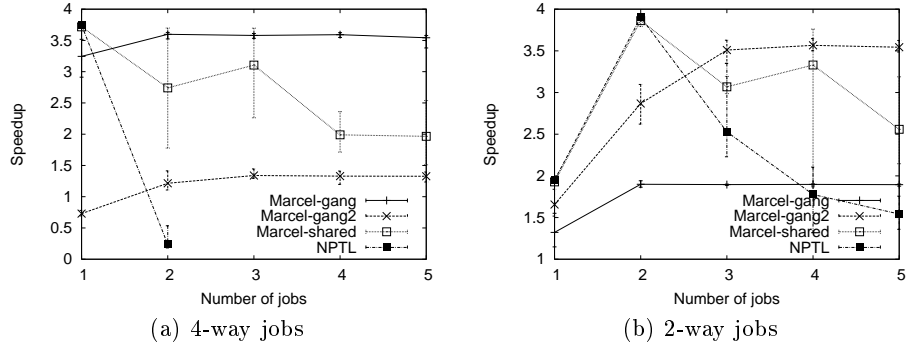 4
3.5
3
2.5
2
1.5
1
0.5
0
Speedup
Marcel-gang
Marcel-gang2
Marcel-shared
NPTL
1 2 3 4 5
Number of jobs
(a) 4-way jobs
4
3.5
3
2.5
2
1.5
1
Speedup
Marcel-gang
Marcel-gang2
Marcel-shared
NPTL
1 2 3 4 5
Number of jobs
(b) 2-way jobs